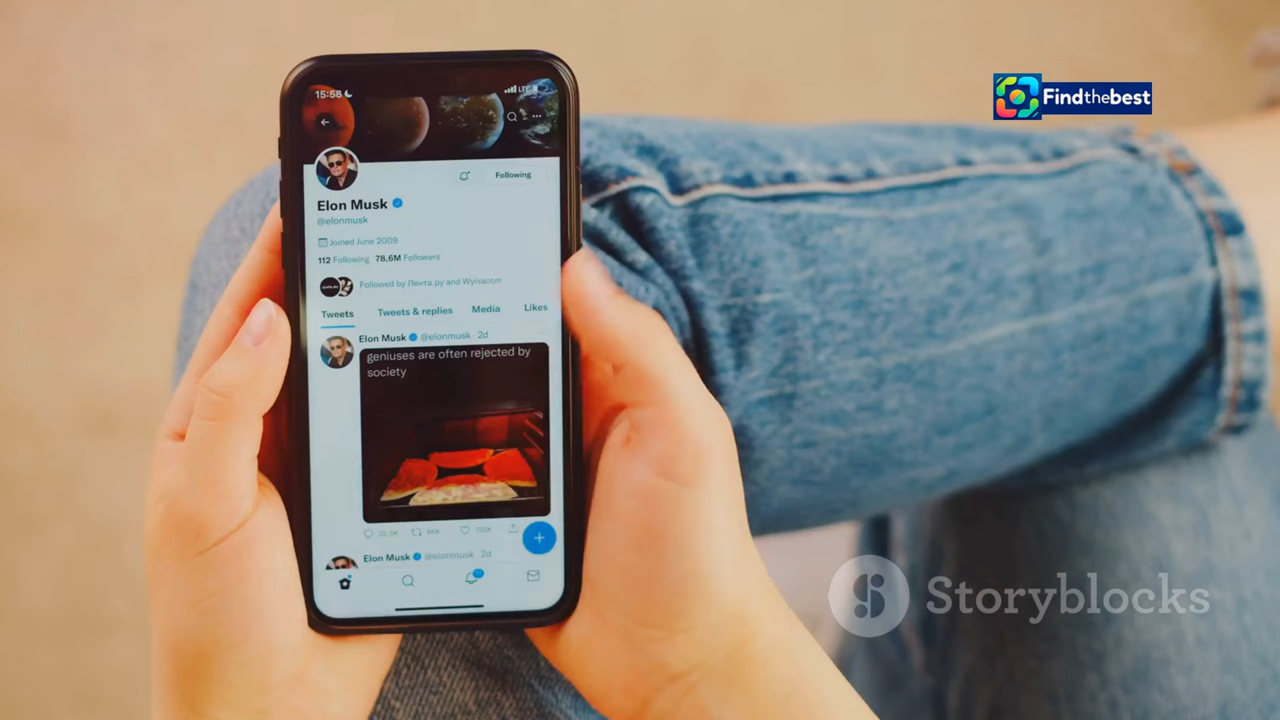 Findthebest
15:58
LTE
Following
Elon Musk
@elonmusk
Joined June 2009
112 Following 78,6M Followers
Followed by Лента.ру and Wylsacom
Tweets Tweets & replies Media Likes
Elon Musk @elonmusk · 2d
geniuses are often rejected by
society
Elon Musk @elonmusk · 2d
Storyblocks